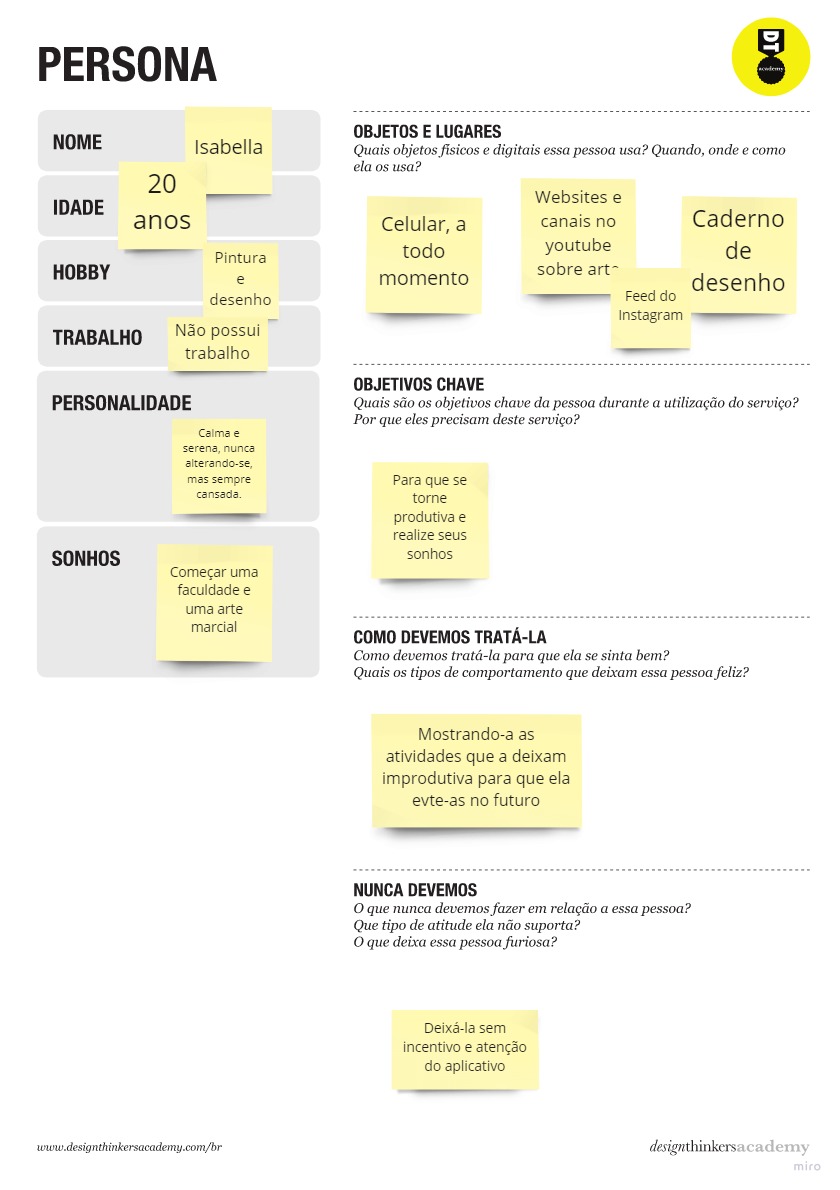 PERSONA
DT
academy
NOME
Isabella
IDADE
20
anos
HOBBY
Pintura
e
desenho
TRABALHO
Não possui
trabalho
PERSONALIDADE
Calma e
serena, nunca
alterando-se,
mas sempre
cansada.
SONHOS
Começar uma
faculdade e
uma arte
marcial
OBJETOS E LUGARES
Quais objetos físicos e digitais essa pessoa usa? Quando, onde e como
ela os usa?
Celular, a
todo
momento
Websites e
canais no
youtube
sobre arte
Feed do
Instagram
Caderno
de
desenho
OBJETIVOS CHAVE
Quais são os objetivos chave da pessoa durante a utilização do serviço?
Por que eles precisam deste serviço?
Para que se
torne
produtiva e
realize seus
sonhos
COMO DEVEMOS TRATÁ-LA
Como devemos tratá-la para que ela se sinta bem?
Quais os tipos de comportamento que deixam essa pessoa feliz?
Mostrando-a as
atividades que a deixam
improdutiva para que ela
evte-as no futuro
NUNCA DEVEMOS
O que nunca devemos fazer em relação a essa pessoa?
Que tipo de atitude ela não suporta?
O que deixa essa pessoa furiosa?
Deixá-la sem
incentivo e atenção
do aplicativo
www.designthinkersacademy.com/br
designthinkersacademy
miro